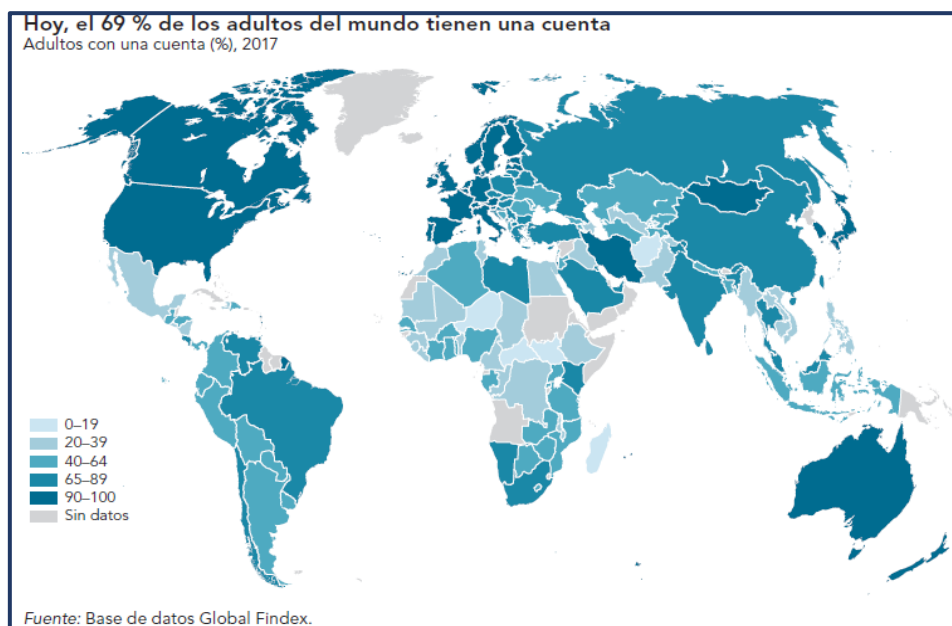 Hoy, el 69 % de los adultos del mundo tienen una cuenta
Adultos con una cuenta (%), 2017
0–19
20–39
40–64
65–89
90–100
Sin datos
Fuente: Base de datos Global Findex.